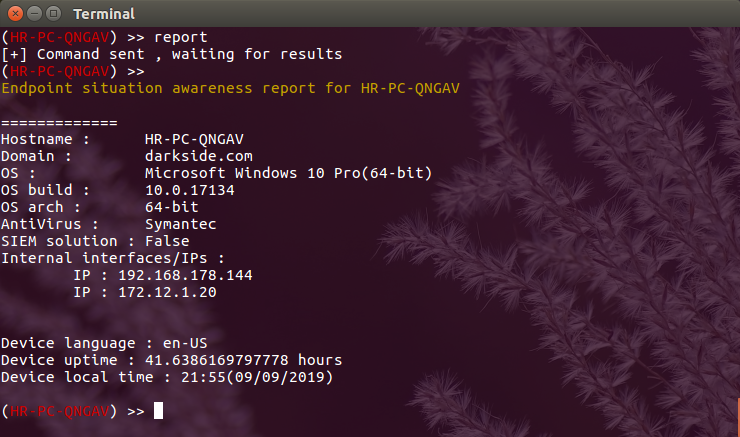 Terminal
(HR-PC-QNGAV) >> report
[+] Command sent , waiting for results
(HR-PC-QNGAV) >>
Endpoint situation awareness report for HR-PC-QNGAV
=============
Hostname :      HR-PC-QNGAV
Domain :        darkside.com
OS :            Microsoft Windows 10 Pro(64-bit)
OS build :      10.0.17134
OS arch :       64-bit
AntiVirus :     Symantec
SIEM solution : False
Internal interfaces/IPs :
        IP : 192.168.178.144
        IP : 172.12.1.20
Device language : en-US
Device uptime : 41.6386169797778 hours
Device local time : 21:55(09/09/2019)
(HR-PC-QNGAV) >>